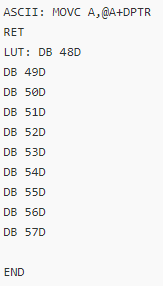 ASCII: MOVC A,@A+DPTR
RET
LUT: DB 48D
DB 49D
DB 50D
DB 51D
DB 52D
DB 53D
DB 54D
DB 55D
DB 56D
DB 57D
END